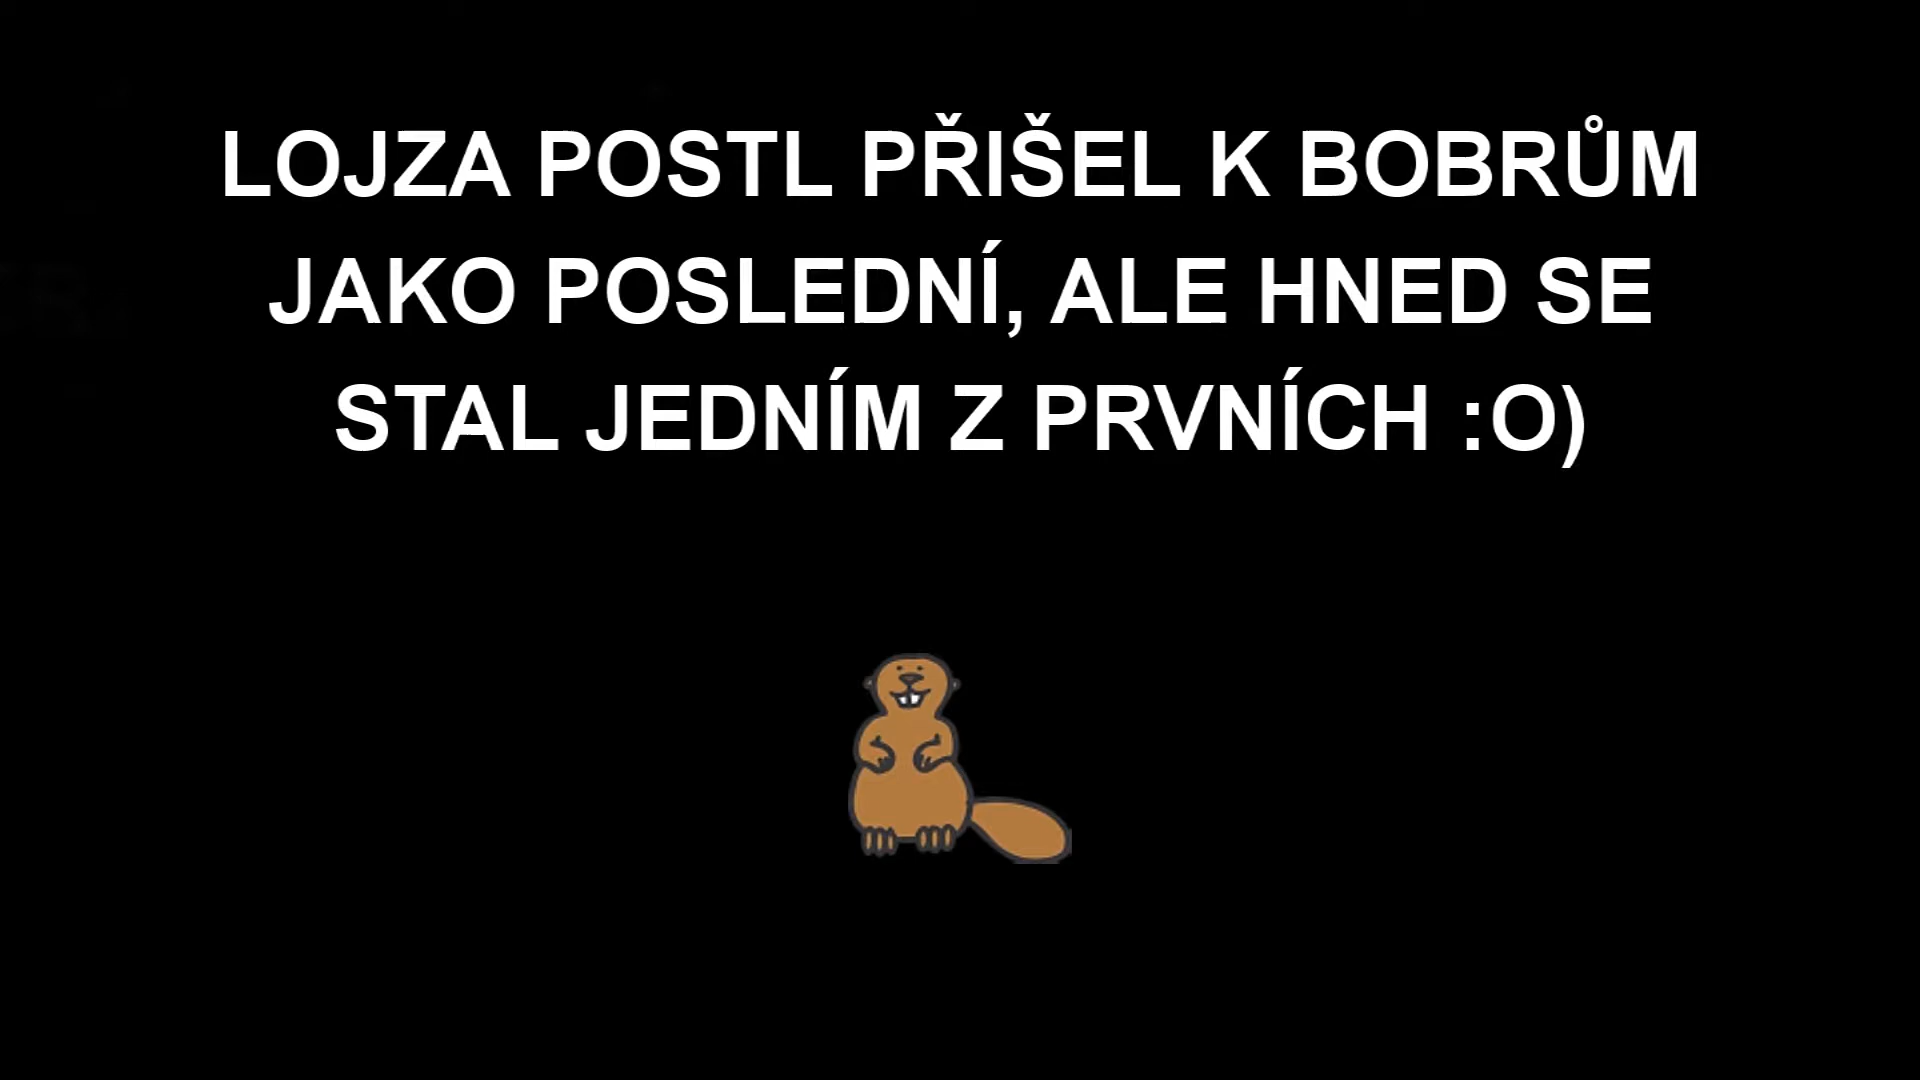 LOJZA POSTL PŘIŠEL K BOBRŮM
JAKO POSLEDNÍ, ALE HNED SE
STAL JEDNÍM Z PRVNÍCH :O)